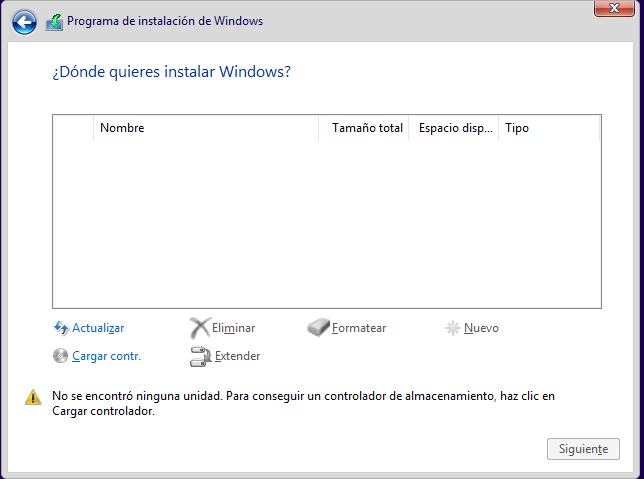 Programa de instalación de Windows
¿Dónde quieres instalar Windows?
Nombre Tamaño total Espacio disp... Tipo
Actualizar Eliminar Formatear Nuevo
Cargar contr. Extender
No se encontró ninguna unidad. Para conseguir un controlador de almacenamiento, haz clic en
Cargar controlador.
Siguiente